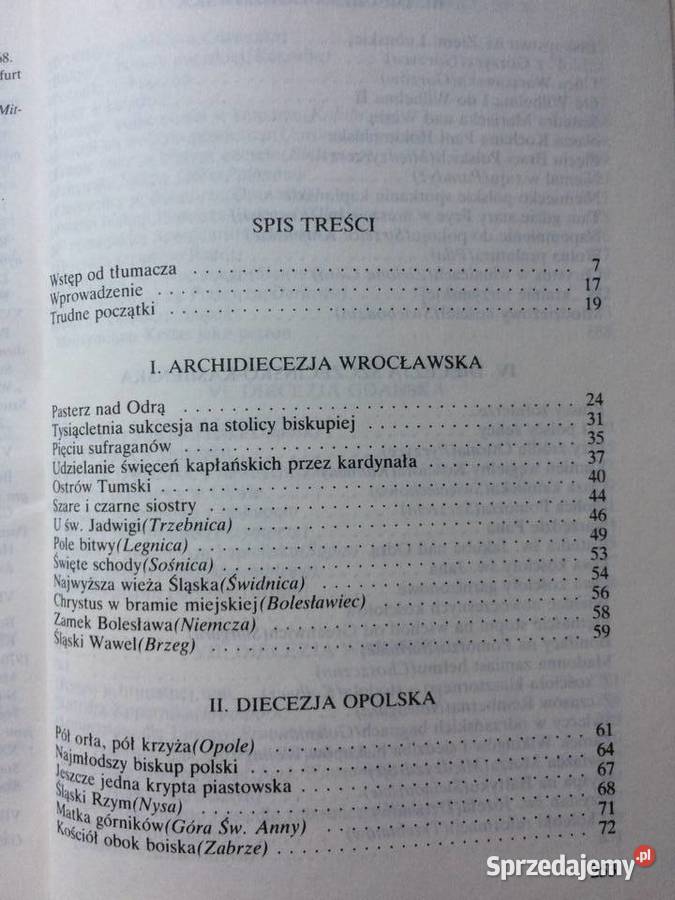 68.
furt
Mit-
SPIS TREŚCI
Wstęp od tłumacza . . . . . . . . . . . . . . . . . . . . . . . . 7
Wprowadzenie . . . . . . . . . . . . . . . . . . . . . . . . 17
Trudne początki . . . . . . . . . . . . . . . . . . . . . . . . 19
I. ARCHIDIECEZJA WROCŁAWSKA
Pasterz nad Odrą . . . . . . . . . . . . . . . . . . . . . . . . 24
Tysiącletnia sukcesja na stolicy biskupiej . . . . . . . . . . . . 31
Pięciu sufraganów . . . . . . . . . . . . . . . . . . . . . . . . 35
Udzielanie święceń kapłańskich przez kardynała . . . . . . . . . 37
Ostrów Tumski . . . . . . . . . . . . . . . . . . . . . . . . 40
Szare i czarne siostry . . . . . . . . . . . . . . . . . . . . . 44
U św. Jadwigi(Trzebnica) . . . . . . . . . . . . . . . . . . . . 46
Pole bitwy(Legnica) . . . . . . . . . . . . . . . . . . . . . . 49
Święte schody(Sośnica) . . . . . . . . . . . . . . . . . . . . . 53
Najwyższa wieża Śląska(Świdnica) . . . . . . . . . . . . . . . . 54
Chrystus w bramie miejskiej(Bolesławiec) . . . . . . . . . . . . 56
Zamek Bolesława(Niemcza) . . . . . . . . . . . . . . . . . . . . 58
Śląski Wawel(Brzeg) . . . . . . . . . . . . . . . . . . . . . . 59
II. DIECEZJA OPOLSKA
Pół orła, pół krzyża(Opole) . . . . . . . . . . . . . . . . . . 61
Najmłodszy biskup polski . . . . . . . . . . . . . . . . . . . . 64
Jeszcze jedna krypta piastowska . . . . . . . . . . . . . . . . 67
Śląski Rzym(Nysa) . . . . . . . . . . . . . . . . . . . . . . . 68
Matka górników(Góra Św. Anny) . . . . . . . . . . . . . . . . . 71
Kościół obok boiska(Zabrze) . . . . . . . . . . . . . . . . . . 72
Sprzedajemy.pl